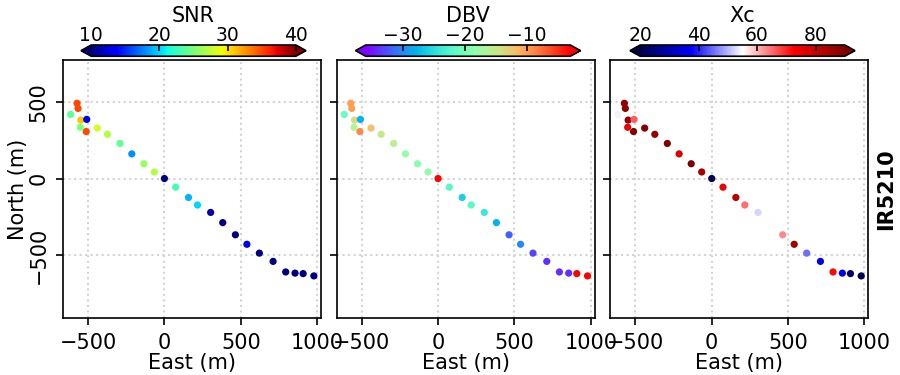 SNR DBV Xc
10 20 30 40 −30 −20 −10 20 40 60 80
500
0
−500
North (m)
IR5210
−500 0 500 1000 −500 0 500 1000 −500 0 500 1000
East (m) East (m) East (m)